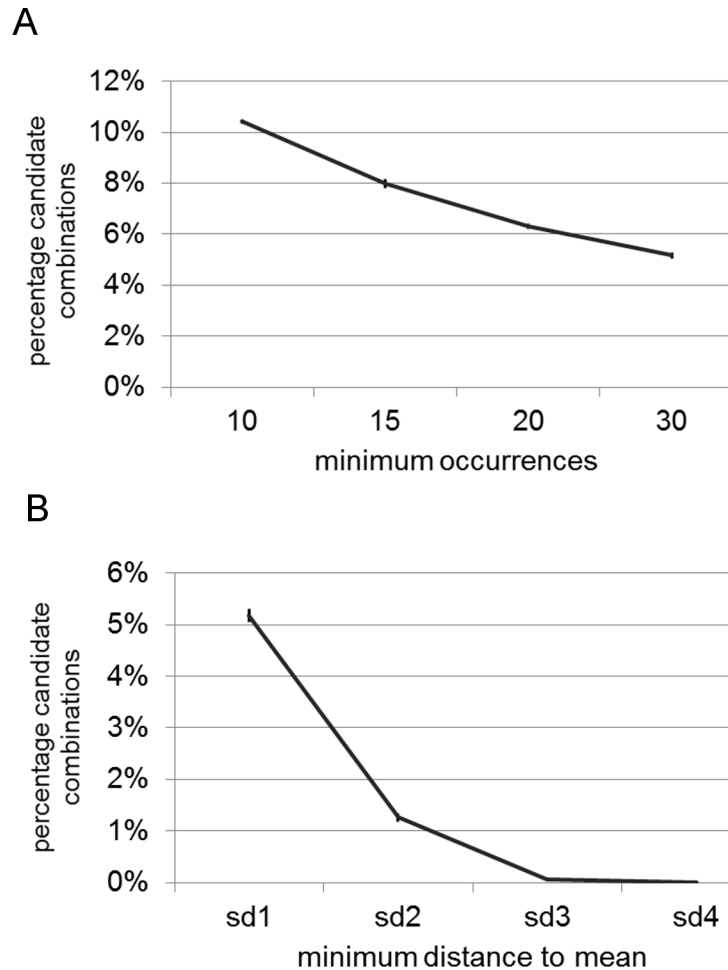 A
12%
10%
8%
6%
4%
2%
0%
percentage candidate
combinations
10 15 20 30
minimum occurrences
B
6%
5%
4%
3%
2%
1%
0%
percentage candidate
combinations
sd1 sd2 sd3 sd4
minimum distance to mean